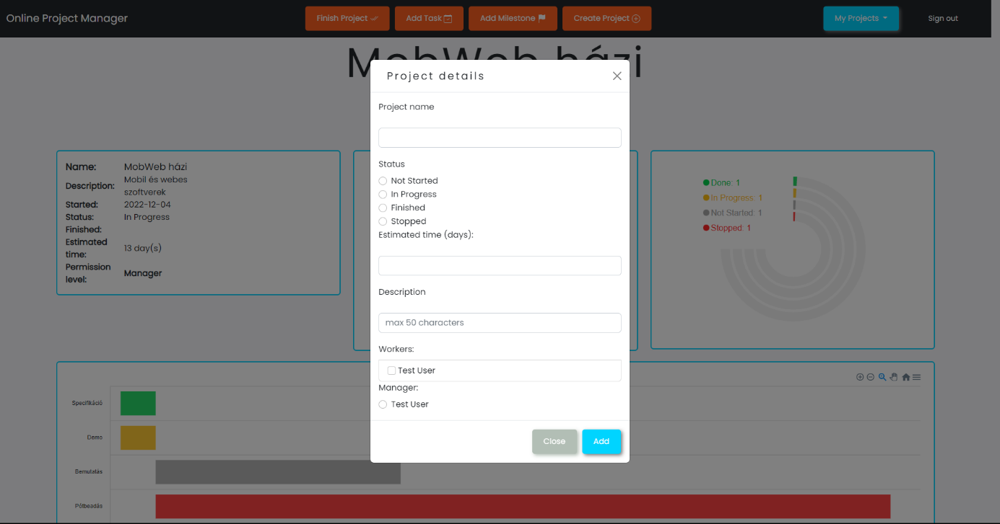 Online Project Manager
Finish Project
Add Task
Add Milestone
Create Project
My Projects
Sign out
MobWeb házi
Project details
Project name
Status
Not Started
In Progress
Finished
Stopped
Estimated time (days):
Description
max 50 characters
Workers:
Test User
Manager:
Test User
Close
Add
Name: MobWeb házi
Description: Mobil és webes
szoftverek
Started: 2022-12-04
Status: In Progress
Finished:
Estimated
time: 13 day(s)
Permission
level: Manager
Done: 1
In Progress: 1
Not Started: 1
Stopped: 1
Specifikáció
Demo
Bemutatás
Pótbeadás